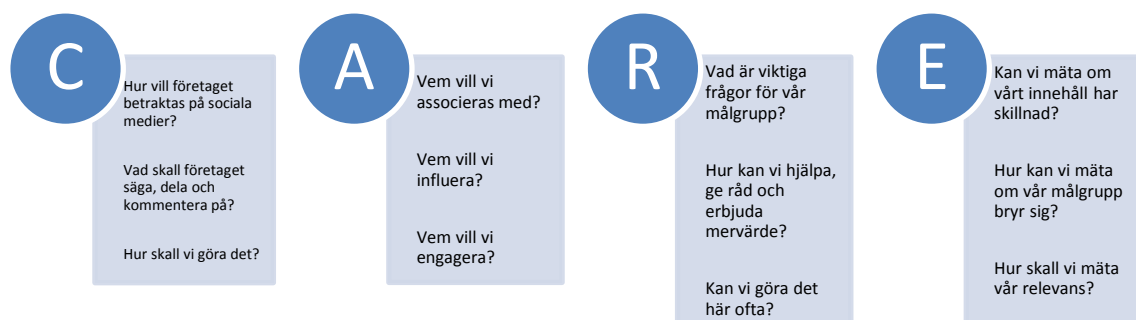 C
Hur vill företaget
betraktas på sociala
medier?
Vad skall företaget
säga, dela och
kommentera på?
Hur skall vi göra det?
A
Vem vill vi
associeras med?
Vem vill vi
influera?
Vem vill vi
engagera?
R
Vad är viktiga
frågor för vår
målgrupp?
Hur kan vi hjälpa,
ge råd och
erbjuda
mervärde?
Kan vi göra det
här ofta?
E
Kan vi mäta om
vårt innehåll har
skillnad?
Hur kan vi mäta
om vår målgrupp
bryr sig?
Hur skall vi mäta
vår relevans?